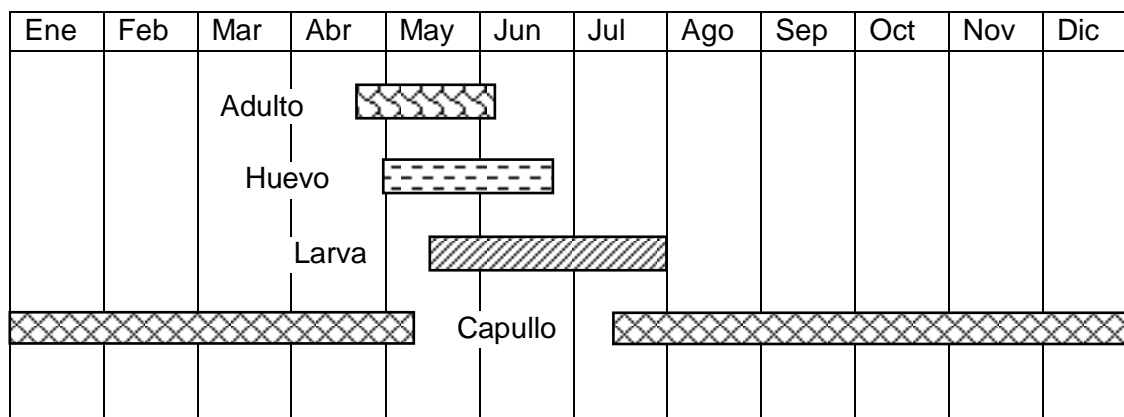 Ene Feb Mar Abr May Jun Jul Ago Sep Oct Nov Dic
Adulto
Huevo
Larva
Capullo